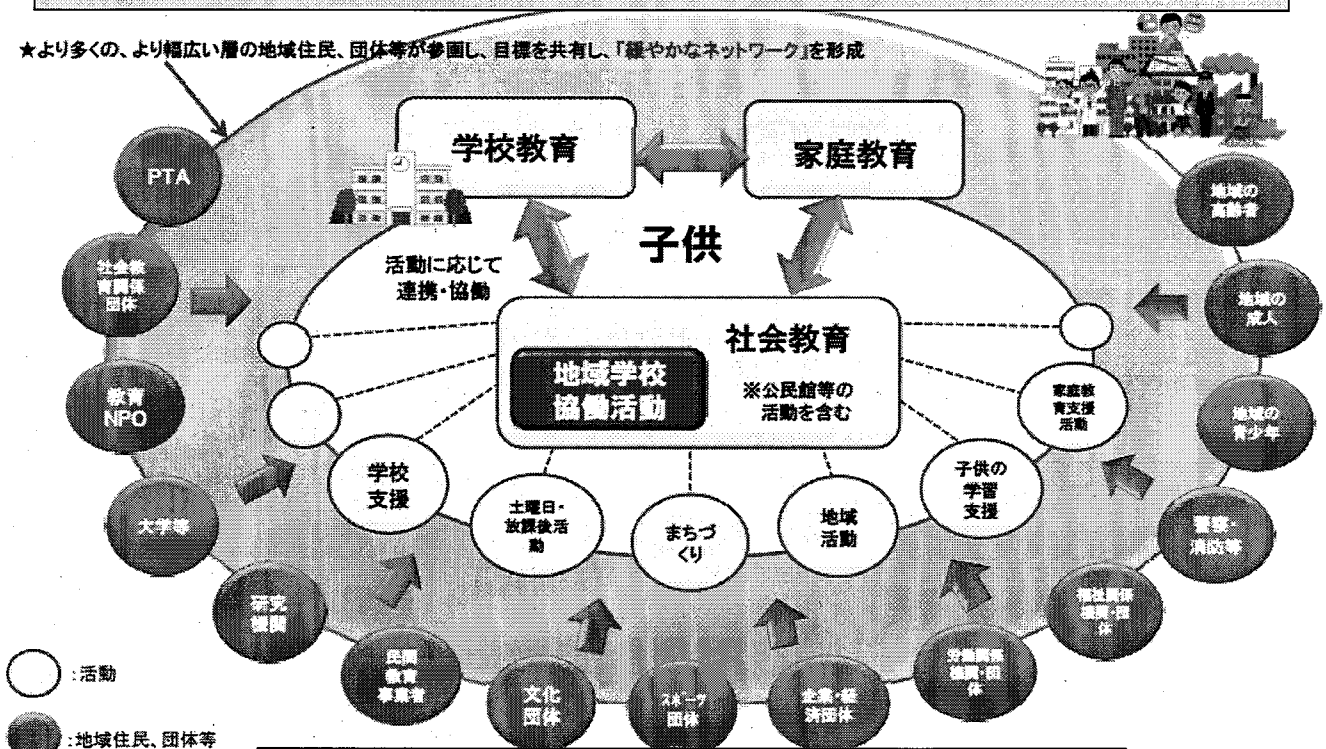 ★より多くの、より幅広い層の地域住民、団体等が参画し、目標を共有し、「緩やかなネットワーク」を形成
学校教育
家庭教育
子供
活動に応じて
連携・協働
社会教育
地域学校
協働活動
※公民館等の
活動を含む
学校
支援
土曜日・
放課後活
動
まちづ
くり
地域
活動
子供の
学習
支援
家庭教
育支援
活動
PTA
社会教
育関係
団体
教育
NPO
大学等
研究
機関
民間
教育
事業者
文化
団体
スポーツ
団体
企業・経
済団体
労働関係
機関・団
体
福祉関係
機関・団
体
警察・
消防等
地域の
青少年
地域の
成人
地域の
高齢者
:活動
:地域住民、団体等